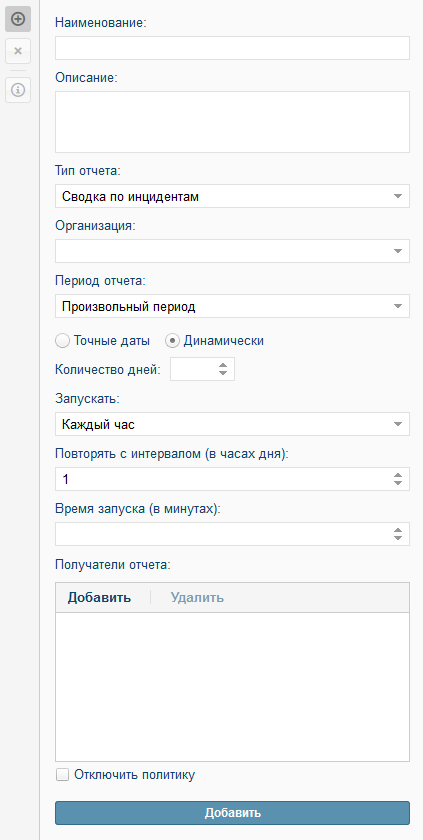 Наименование:
Описание:
Тип отчета:
Сводка по инцидентам
Организация:
Период отчета:
Произвольный период
Точные даты Динамически
Количество дней:
Запускать:
Каждый час
Повторять с интервалом (в часах дня):
1
Время запуска (в минутах):
Получатели отчета:
Добавить Удалить
Отключить политику
Добавить